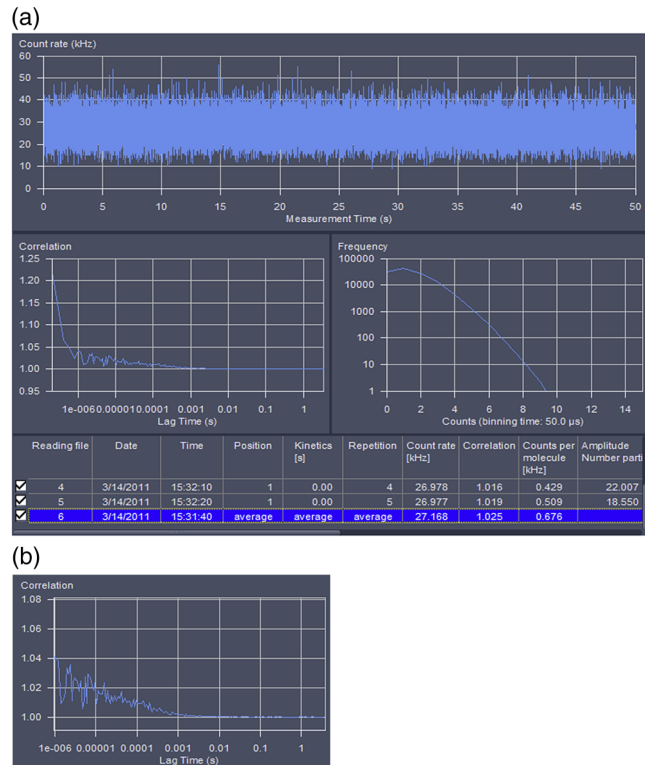 (a)
Count rate (kHz)
60
50
40
30
20
10
0
0 5 10 15 20 25 30 35 40 45 50
Measurement Time (s)
Correlation
1.25
1.20
1.15
1.10
1.05
1.00
0.95
1e-006 0.00001 0.0001 0.001 0.01 0.1 1
Lag Time (s)
Frequency
100000
10000
1000
100
10
1
0 2 4 6 8 10 12 14
Counts (binning time: 50.0 µs)
Reading file Date Time Position Kinetics [s] Repetition Count rate [kHz] Correlation Counts per molecule [kHz] Amplitude Number parti
4 3/14/2011 15:32:10 1 0.00 4 26.978 1.016 0.429 22.007
5 3/14/2011 15:32:20 1 0.00 5 26.977 1.019 0.509 18.550
6 3/14/2011 15:31:40 average average average 27.168 1.025 0.676
(b)
Correlation
1.08
1.06
1.04
1.02
1.00
1e-006 0.00001 0.0001 0.001 0.01 0.1 1
Lag Time (s)